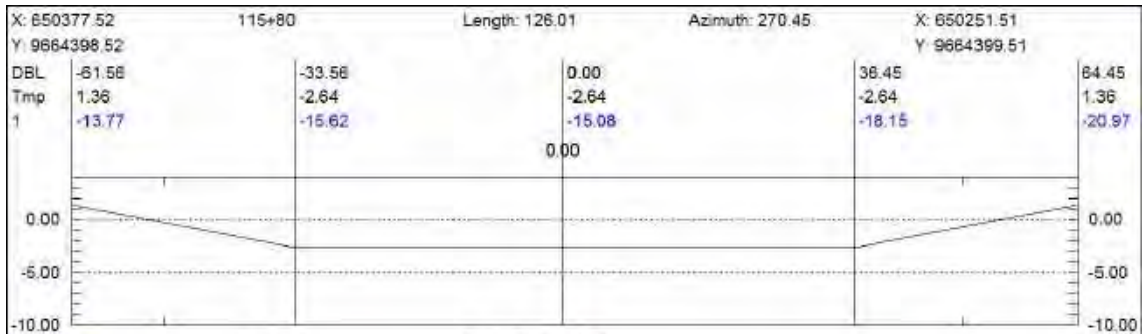 X: 650377.52 115+80 Length: 126.01 Azimuth: 270.45 X: 650251.51
Y: 9664398.52 Y: 9664399.51
DBL -61.56 -33.56 0.00 36.45 64.45
Tmp 1.36 -2.64 -2.64 -2.64 1.36
1 -13.77 -15.62 -15.08 -18.15 -20.97
0.00
0.00 0.00
-5.00 -5.00
-10.00 -10.00